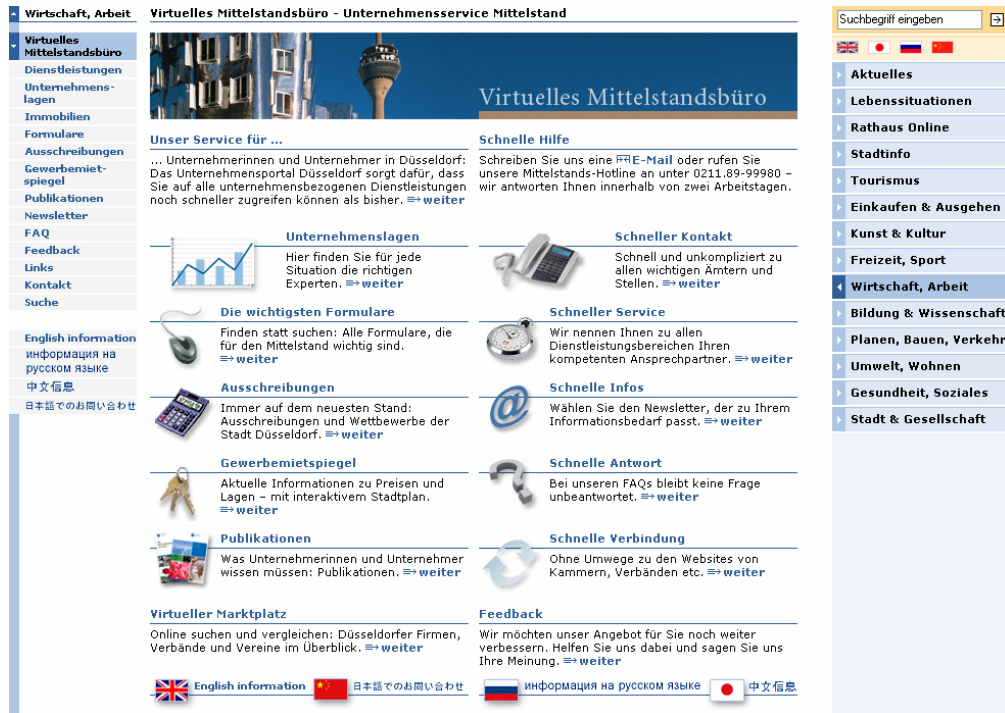 Wirtschaft, Arbeit
Virtuelles
Mittelstandsbüro
Dienstleistungen
Unternehmens-
lagen
Immobilien
Formulare
Ausschreibungen
Gewerbemiet-
spiegel
Publikationen
Newsletter
FAQ
Feedback
Links
Kontakt
Suche
English information
информация на
русском языке
中文信息
日本語でのお問い合わせ
Virtuelles Mittelstandsbüro - Unternehmensservice Mittelstand
Virtuelles Mittelstandsbüro
Unser Service für ...
... Unternehmerinnen und Unternehmer in Düsseldorf:
Das Unternehmensportal Düsseldorf sorgt dafür, dass
Sie auf alle unternehmensbezogenen Dienstleistungen
noch schneller zugreifen können als bisher. weiter
Schnelle Hilfe
Schreiben Sie uns eine E-Mail oder rufen Sie
unsere Mittelstands-Hotline an unter 0211.89-99980 –
wir antworten Ihnen innerhalb von zwei Arbeitstagen.
Unternehmenslagen
Hier finden Sie für jede
Situation die richtigen
Experten. weiter
Schneller Kontakt
Schnell und unkompliziert zu
allen wichtigen Ämtern und
Stellen. weiter
Die wichtigsten Formulare
Finden statt suchen: Alle Formulare, die
für den Mittelstand wichtig sind.
weiter
Schneller Service
Wir nennen Ihnen zu allen
Dienstleistungsbereichen Ihren
kompetenten Ansprechpartner. weiter
Ausschreibungen
Immer auf dem neuesten Stand:
Ausschreibungen und Wettbewerbe der
Stadt Düsseldorf. weiter
Schnelle Infos
Wählen Sie den Newsletter, der zu Ihrem
Informationsbedarf passt. weiter
Gewerbemietspiegel
Aktuelle Informationen zu Preisen und
Lagen – mit interaktivem Stadtplan.
weiter
Schnelle Antwort
Bei unseren FAQs bleibt keine Frage
unbeantwortet. weiter
Publikationen
Was Unternehmerinnen und Unternehmer
wissen müssen: Publikationen. weiter
Schnelle Verbindung
Ohne Umwege zu den Websites von
Kammern, Verbänden etc. weiter
Virtueller Marktplatz
Online suchen und vergleichen: Düsseldorfer Firmen,
Verbände und Vereine im Überblick. weiter
Feedback
Wir möchten unser Angebot für Sie noch weiter
verbessern. Helfen Sie uns dabei und sagen Sie uns
Ihre Meinung. weiter
English information 日本語でのお問い合わせ информация на русском языке 中文信息
Suchbegriff eingeben
Aktuelles
Lebenssituationen
Rathaus Online
Stadtinfo
Tourismus
Einkaufen & Ausgehen
Kunst & Kultur
Freizeit, Sport
Wirtschaft, Arbeit
Bildung & Wissenschaft
Planen, Bauen, Verkehr
Umwelt, Wohnen
Gesundheit, Soziales
Stadt & Gesellschaft